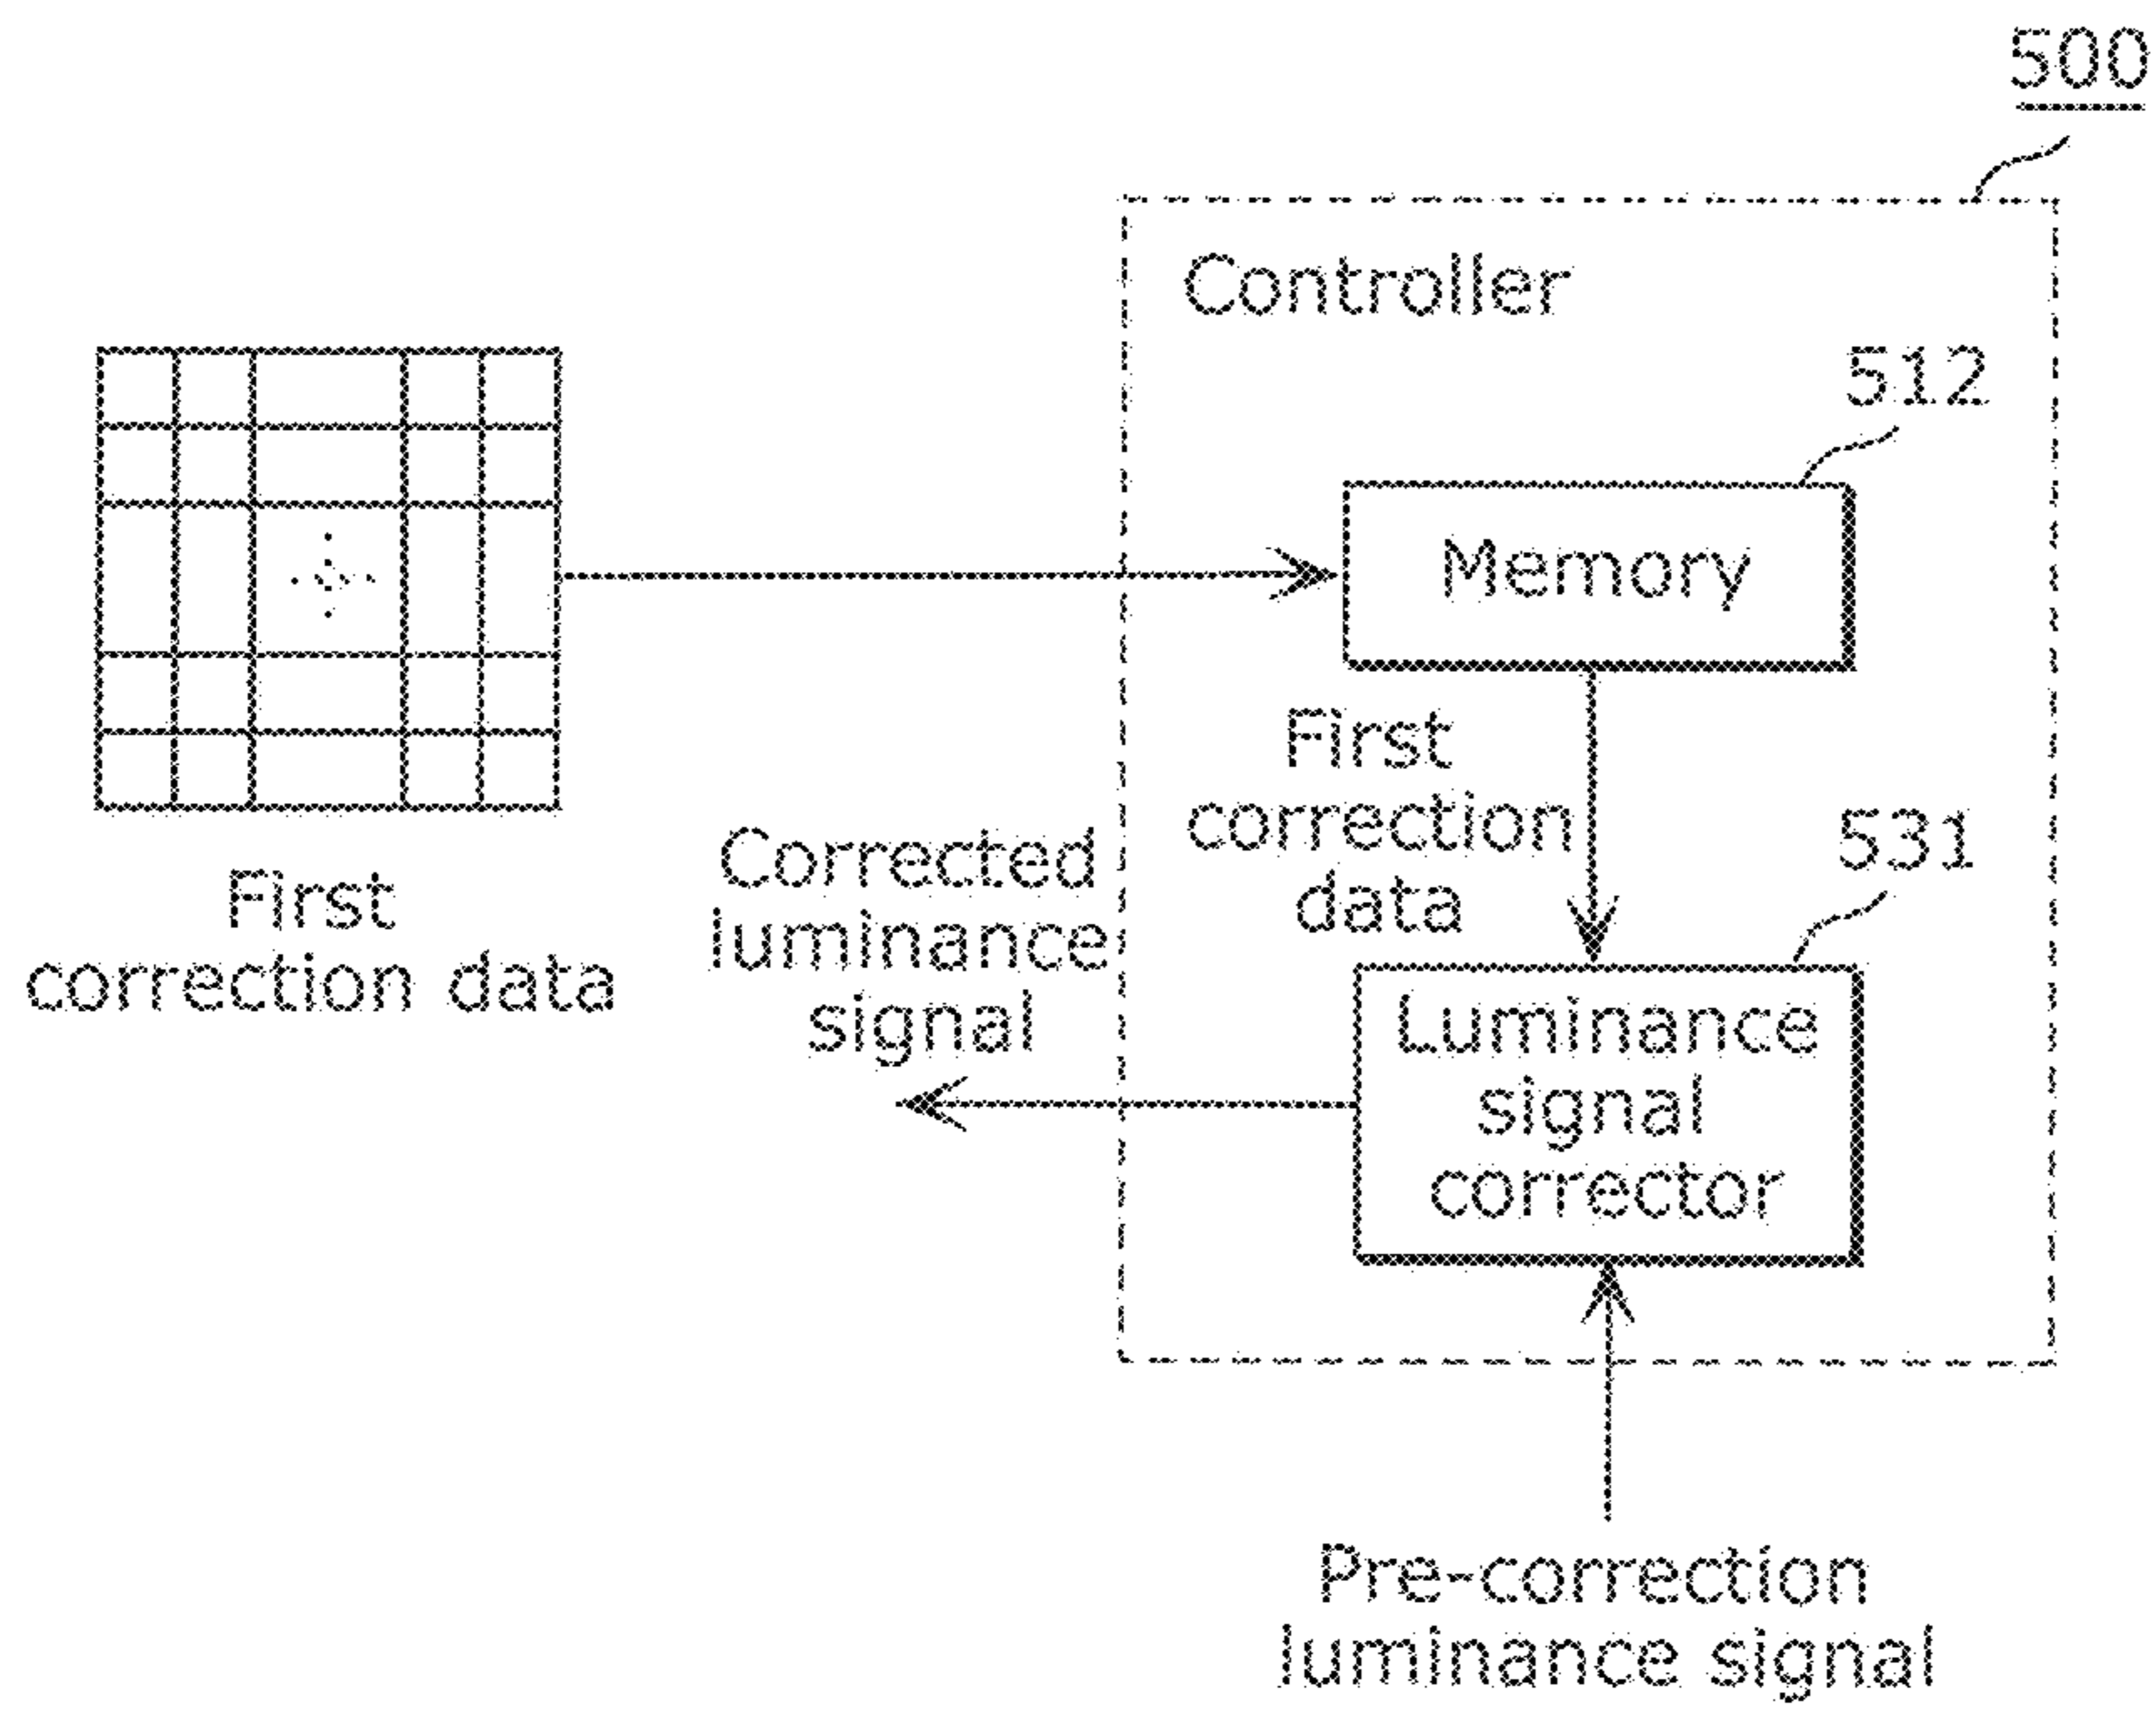 500
Controller
512
Memory
First
correction
data
531
First
correction data
Corrected
luminance
signal
Luminance
signal
corrector
Pre-correction
luminance signal